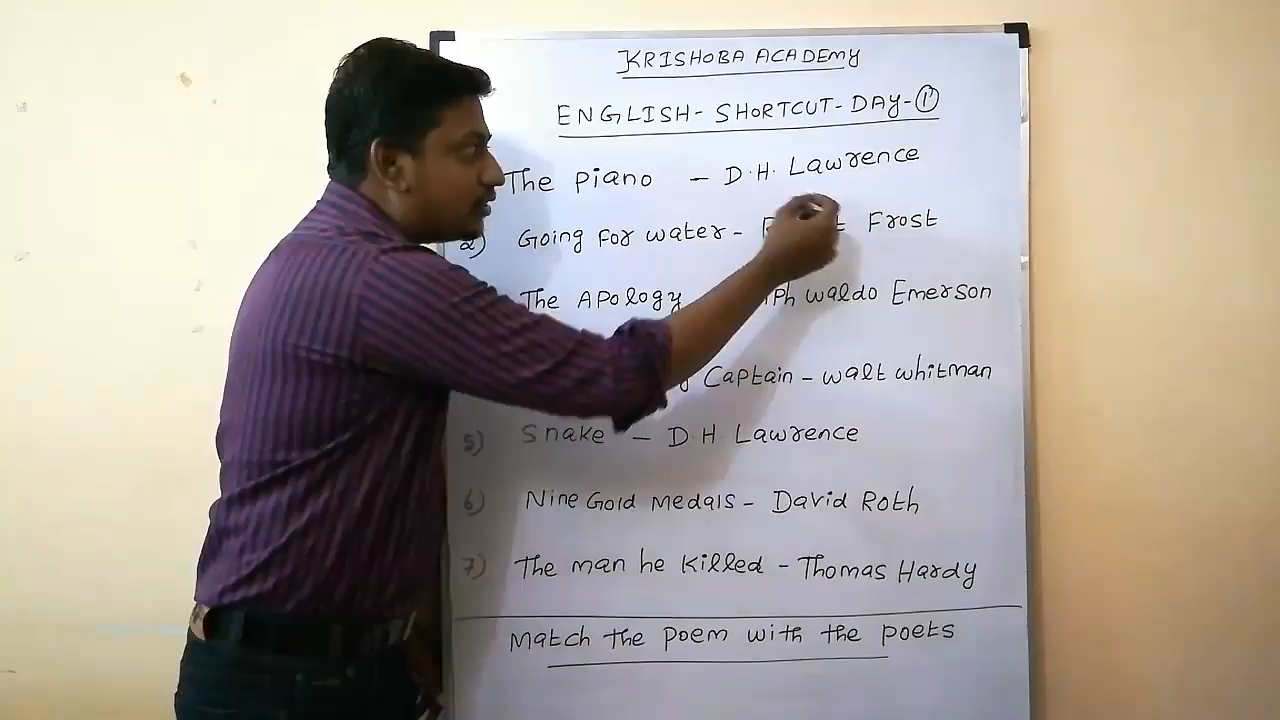 KRISHOBA ACADEMY
ENGLISH- SHORTCUT- DAY- 1
The Piano - D.H. Lawrence
2) Going for water - Frost
The Apology waldo Emerson
Captain - walt whitman
5) Snake - D.H. Lawrence
6) Nine Gold medals - David Roth
7) The man he killed - Thomas Hardy
Match the poem with the poets